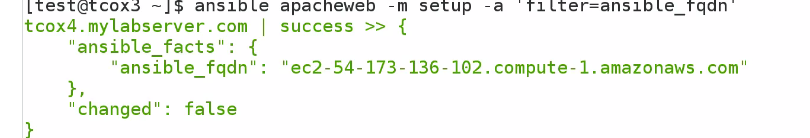 [test@tcox3 ~]$ ansible apacheweb -m setup -a 'filter=ansible_fqdn'
tcox4.mylabserver.com | success >> {
    "ansible_facts": {
        "ansible_fqdn": "ec2-54-173-136-102.compute-1.amazonaws.com"
    },
    "changed": false
}